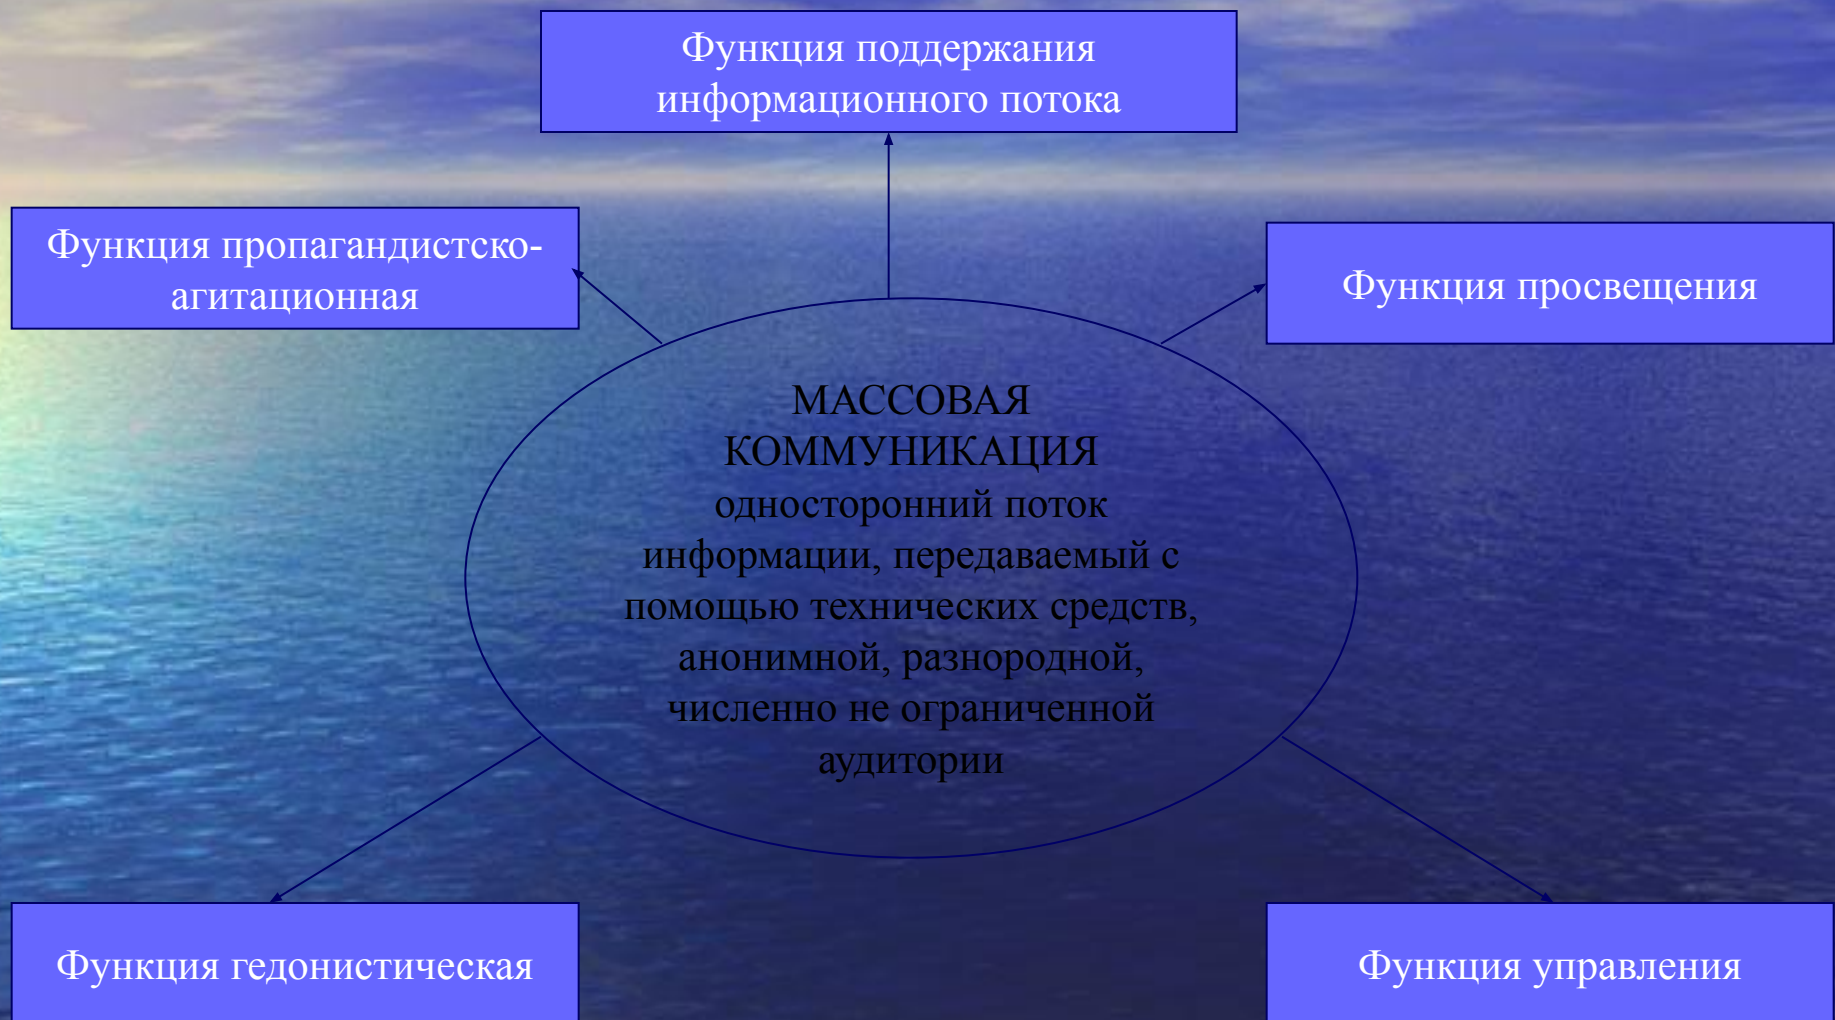 Функция поддержания
информационного потока
Функция пропагандистско-
агитационная
Функция просвещения
МАССОВАЯ
КОММУНИКАЦИЯ
односторонний поток
информации, передаваемый с
помощью технических средств,
анонимной, разнородной,
численно не ограниченной
аудитории
Функция гедонистическая
Функция управления